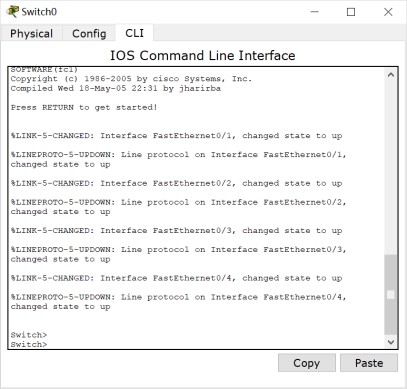 Switch0
Physical Config CLI
IOS Command Line Interface
SOFTWARE(fc1)
Copyright (c) 1986-2005 by cisco Systems, Inc.
Compiled Wed 18-May-05 22:31 by jharirba
Press RETURN to get started!
%LINK-5-CHANGED: Interface FastEthernet0/1, changed state to up
%LINEPROTO-5-UPDOWN: Line protocol on Interface FastEthernet0/1,
changed state to up
%LINK-5-CHANGED: Interface FastEthernet0/2, changed state to up
%LINEPROTO-5-UPDOWN: Line protocol on Interface FastEthernet0/2,
changed state to up
%LINK-5-CHANGED: Interface FastEthernet0/3, changed state to up
%LINEPROTO-5-UPDOWN: Line protocol on Interface FastEthernet0/3,
changed state to up
%LINK-5-CHANGED: Interface FastEthernet0/4, changed state to up
%LINEPROTO-5-UPDOWN: Line protocol on Interface FastEthernet0/4,
changed state to up
Switch>
Switch>
Copy Paste